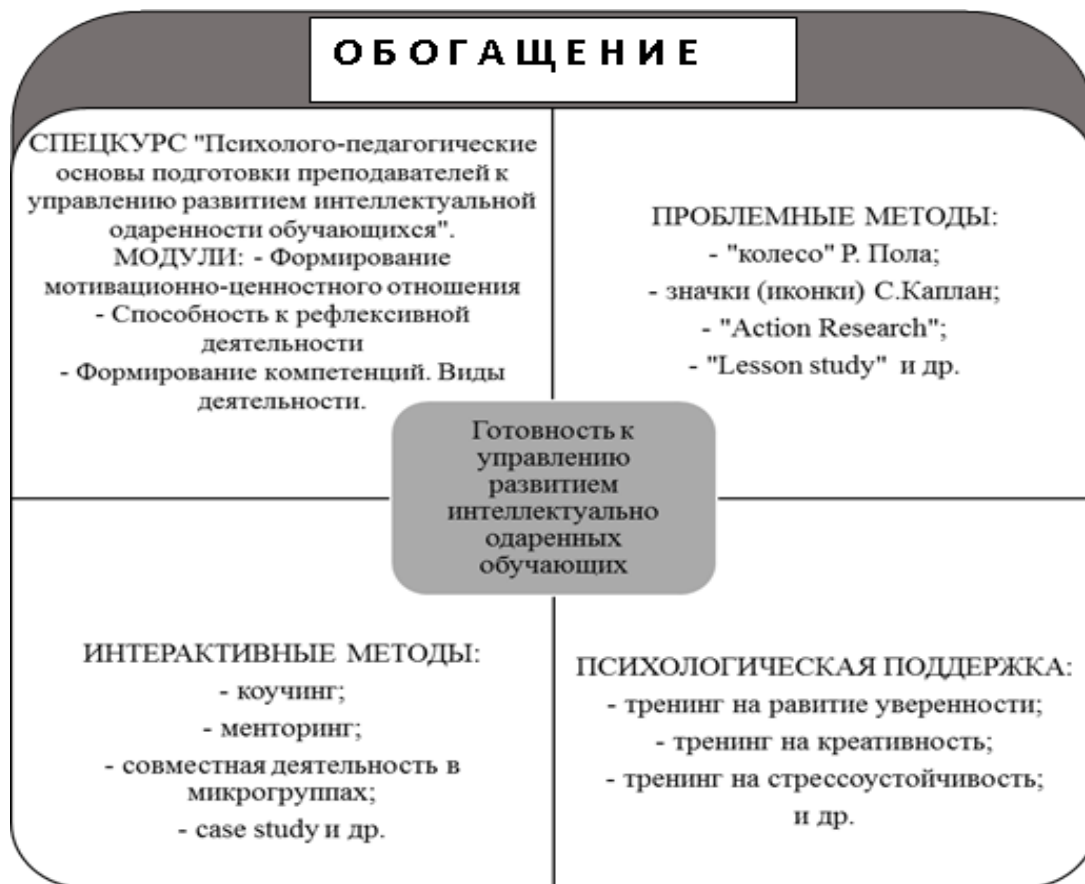 О Б О Г А Щ Е Н И Е
СПЕЦКУРС "Психолого-педагогические
основы подготовки преподавателей к
управлению развитием интеллектуальной
одаренности обучающихся".
МОДУЛИ: - Формирование
мотивационно-ценностного отношения
- Способность к рефлексивной
деятельности
- Формирование компетенций. Виды
деятельности.
ПРОБЛЕМНЫЕ МЕТОДЫ:
- "колесо" Р. Пола;
- значки (иконки) С.Каплан;
- "Action Research";
- "Lesson study" и др.
Готовность к
управлению
развитием
интеллектуально
одаренных
обучающих
ИНТЕРАКТИВНЫЕ МЕТОДЫ:
- коучинг;
- менторинг;
- совместная деятельность в
микрогруппах;
- case study и др.
ПСИХОЛОГИЧЕСКАЯ ПОДДЕРЖКА:
- тренинг на равитие уверенности;
- тренинг на креативность;
- тренинг на стрессоустойчивость;
и др.